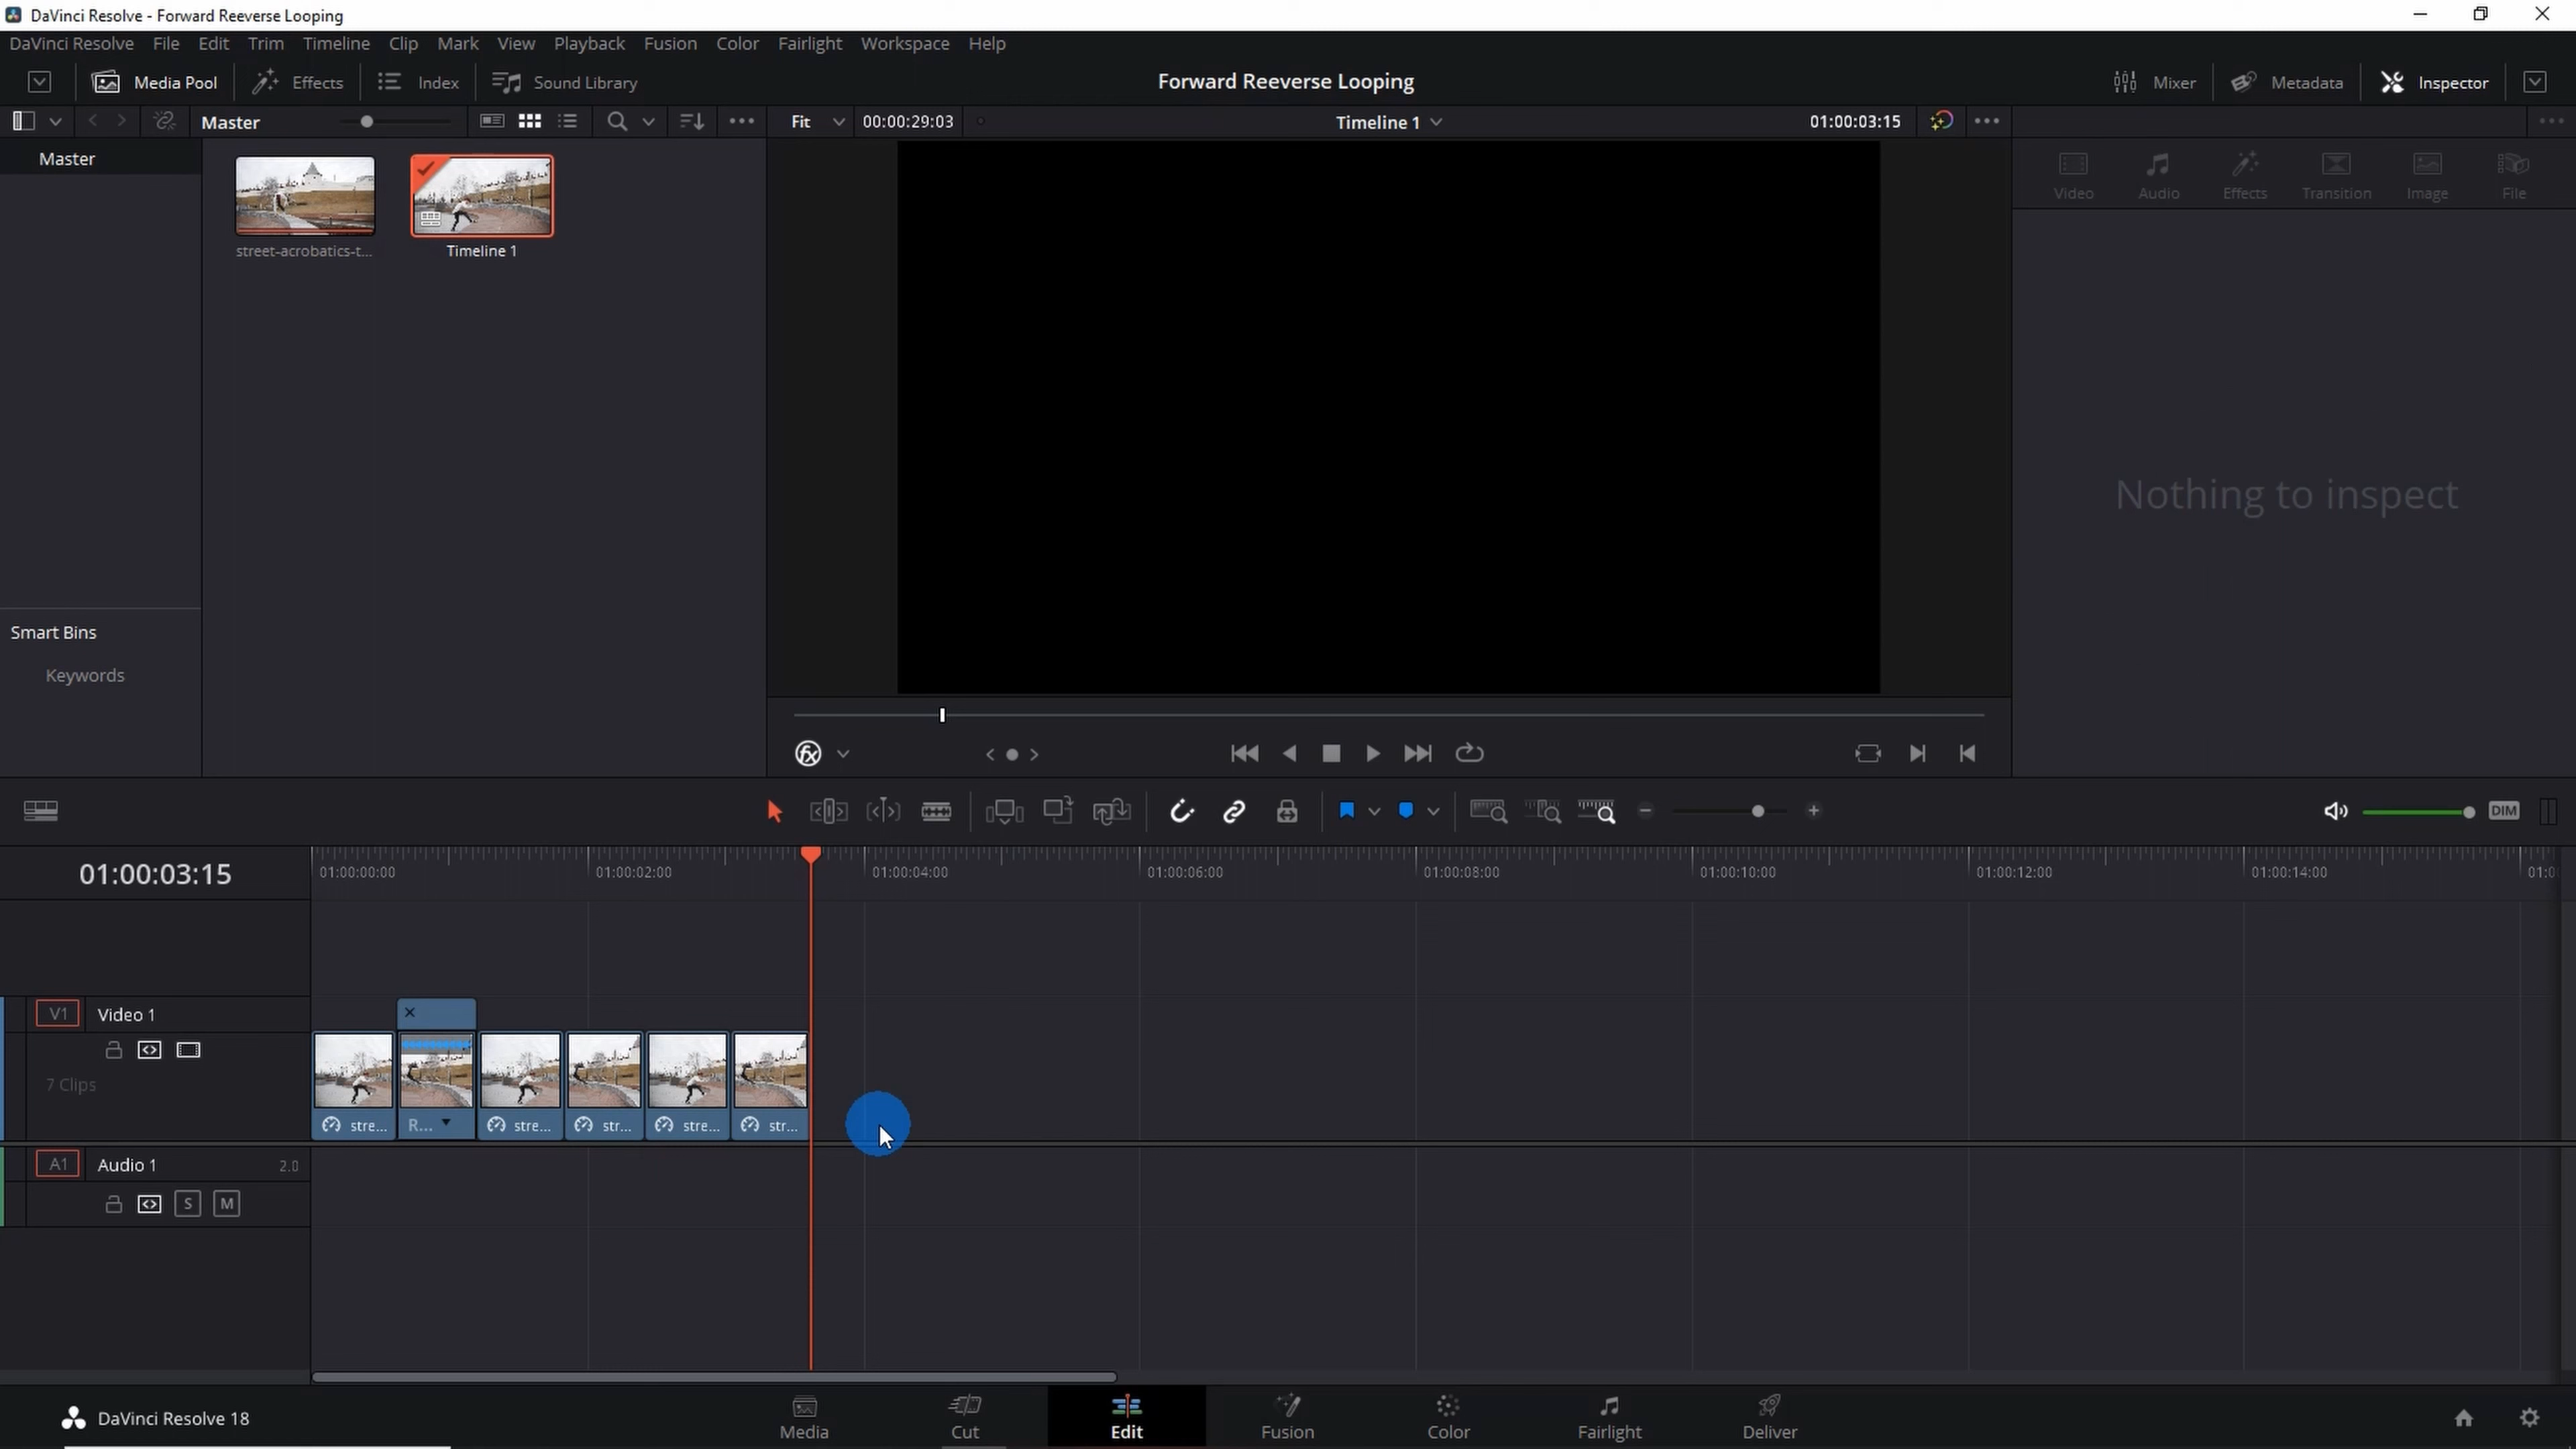 DaVinci Resolve - Forward Reeverse Looping
DaVinci Resolve File Edit Trim Timeline Clip Mark View Playback Fusion Color Fairlight Workspace Help
Media Pool Effects Index Sound Library Forward Reeverse Looping Mixer Metadata Inspector
Master Fit 00:00:29:03 Timeline 1 01:00:03:15
Master
Video Audio Effects Transition Image File
street-acrobatics-t... Timeline 1
Nothing to inspect
Smart Bins
Keywords
fx
DIM
01:00:03:15 01:00:00:00 01:00:02:00 01:00:04:00 01:00:06:00 01:00:08:00 01:00:10:00 01:00:12:00 01:00:14:00 01:0
V1 Video 1
7 Clips
stre... R... stre... str... stre... str...
A1 Audio 1 2.0
S M
DaVinci Resolve 18 Media Cut Edit Fusion Color Fairlight Deliver